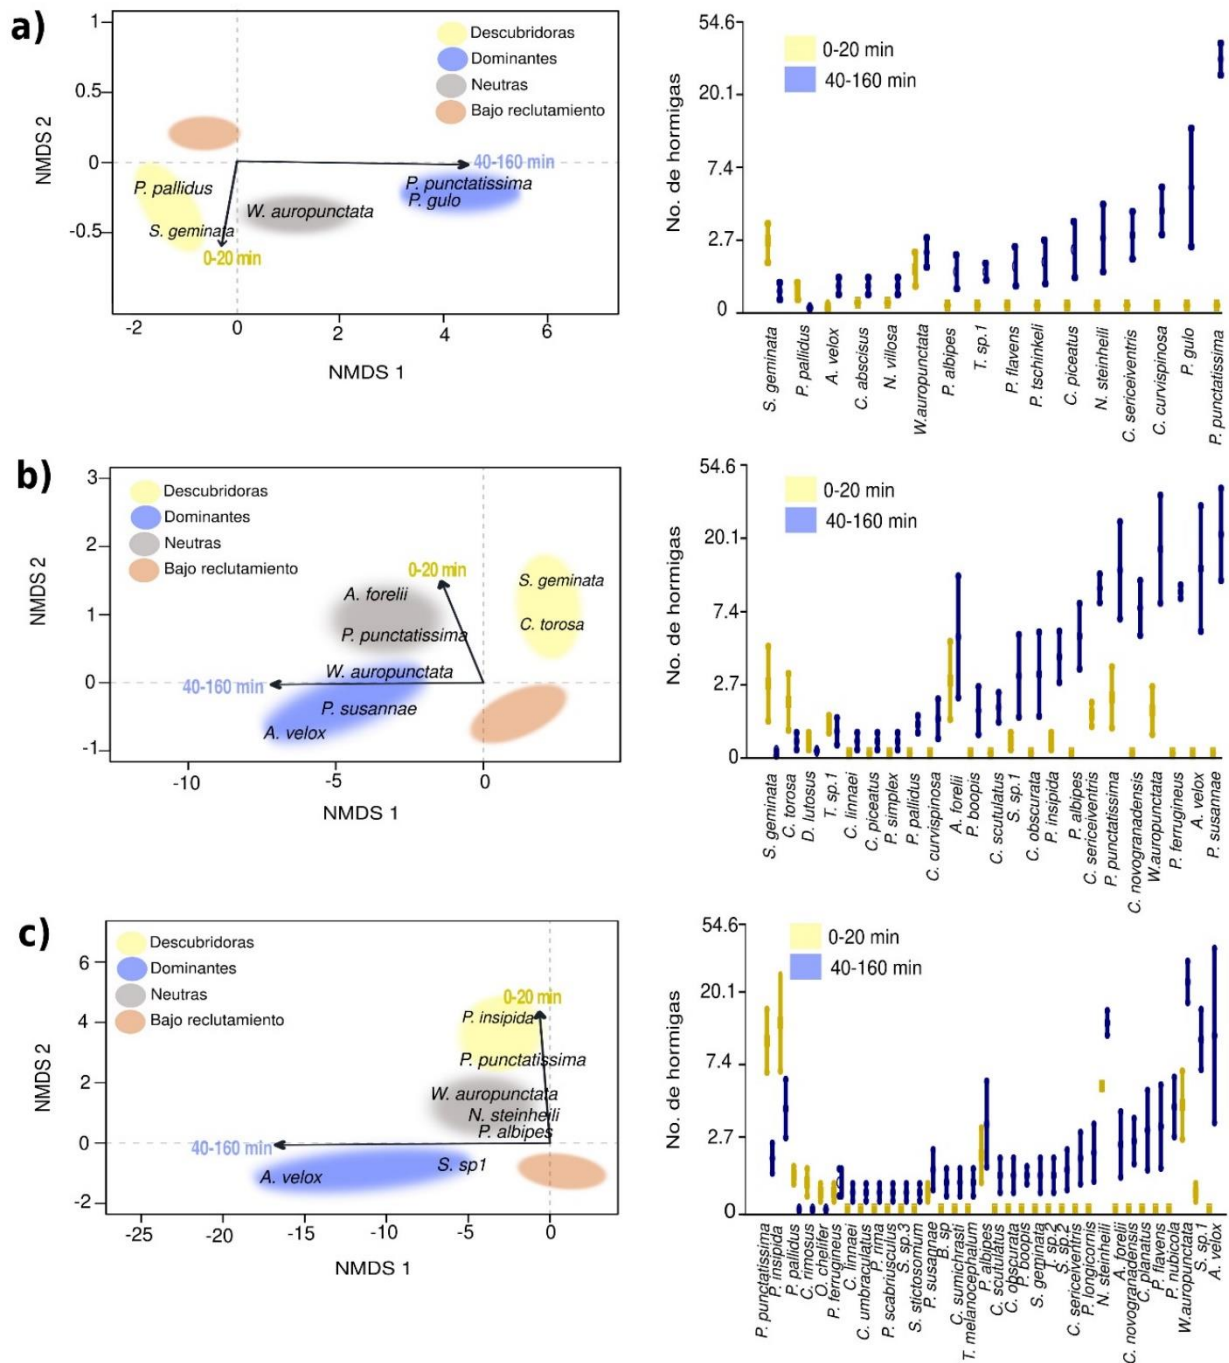 a)
1
0.5
0
-0.5
NMDS 2
Descubridoras
Dominantes
Neutras
Bajo reclutamiento
40-160 min
P. punctatissima
P. gulo
P. pallidus
W. auropunctata
S. geminata
0-20 min
-2
0
2
4
6
NMDS 1
No. de hormigas
54.6
20.1
7.4
2.7
0
0-20 min
40-160 min
S. geminata
P. pallidus
A. velox
C. abscisus
N. villosa
W.auropunctata
P. albipes
T. sp.1
P. flavens
P. tschinkeli
C. piceatus
N. steinheili
C. sericeiventris
C. curvispinosa
P. gulo
P. punctatissima
b)
3
2
1
0
-1
NMDS 2
Descubridoras
Dominantes
Neutras
Bajo reclutamiento
0-20 min
S. geminata
A. forelii
C. torosa
P. punctatissima
W. auropunctata
40-160 min
P. susannae
A. velox
-10
-5
0
NMDS 1
No. de hormigas
54.6
20.1
7.4
2.7
0
0-20 min
40-160 min
S. geminata
C. torosa
D. lutosus
T. sp.1
C. linnaei
C. piceatus
P. simplex
P. pallidus
C. curvispinosa
A. forelii
P. boopis
C. scutulatus
S. sp.1
C. obscurata
P. insipida
P. albipes
C. sericeiventris
P. punctatissima
C. novogranadensis
W.auropunctata
P. ferrugineus
A. velox
P. susannae
c)
6
4
2
0
-2
NMDS 2
Descubridoras
Dominantes
Neutras
Bajo reclutamiento
0-20 min
P. insipida
P. punctatissima
W. auropunctata
N. steinheili
P. albipes
40-160 min
S. sp1
A. velox
-25
-20
-15
-10
-5
0
NMDS 1
No. de hormigas
54.6
20.1
7.4
2.7
0
0-20 min
40-160 min
P. punctatissima
P. insipida
P. pallidus
C. rimosus
O. chelifer
P. ferrugineus
C. linnaei
C. umbraculatus
P. rima
P. scabriusculus
S. sp.3
S. stictosomum
P. susannae
B. sp
C. sumichrasti
T. melanocephalum
P. albipes
C. scutulatus
C. obscurata
P. boopis
S. geminata
T. sp.2
S. sp.2
C. sericeiventris
P. longicornis
N. steinheili
A. forelii
C. novogranadensis
C. planatus
P. flavens
P. nubicola
W.auropunctata
S. sp.1
A. velox